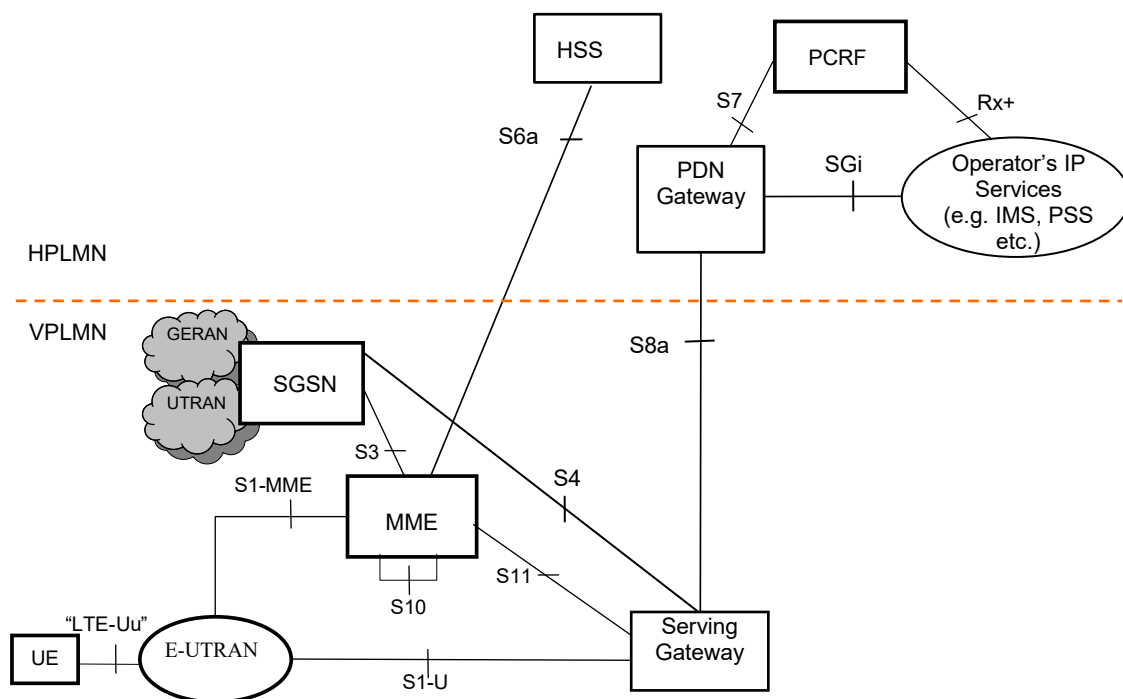 HSS
PCRF
S7
Rx+
S6a
PDN
Gateway
SGi
Operator’s IP
Services
(e.g. IMS, PSS
etc.)
HPLMN
VPLMN
GERAN
S8a
SGSN
UTRAN
S3
S4
S1-MME
MME
S11
S10
“LTE-Uu”
UE
E-UTRAN
Serving
Gateway
S1-U